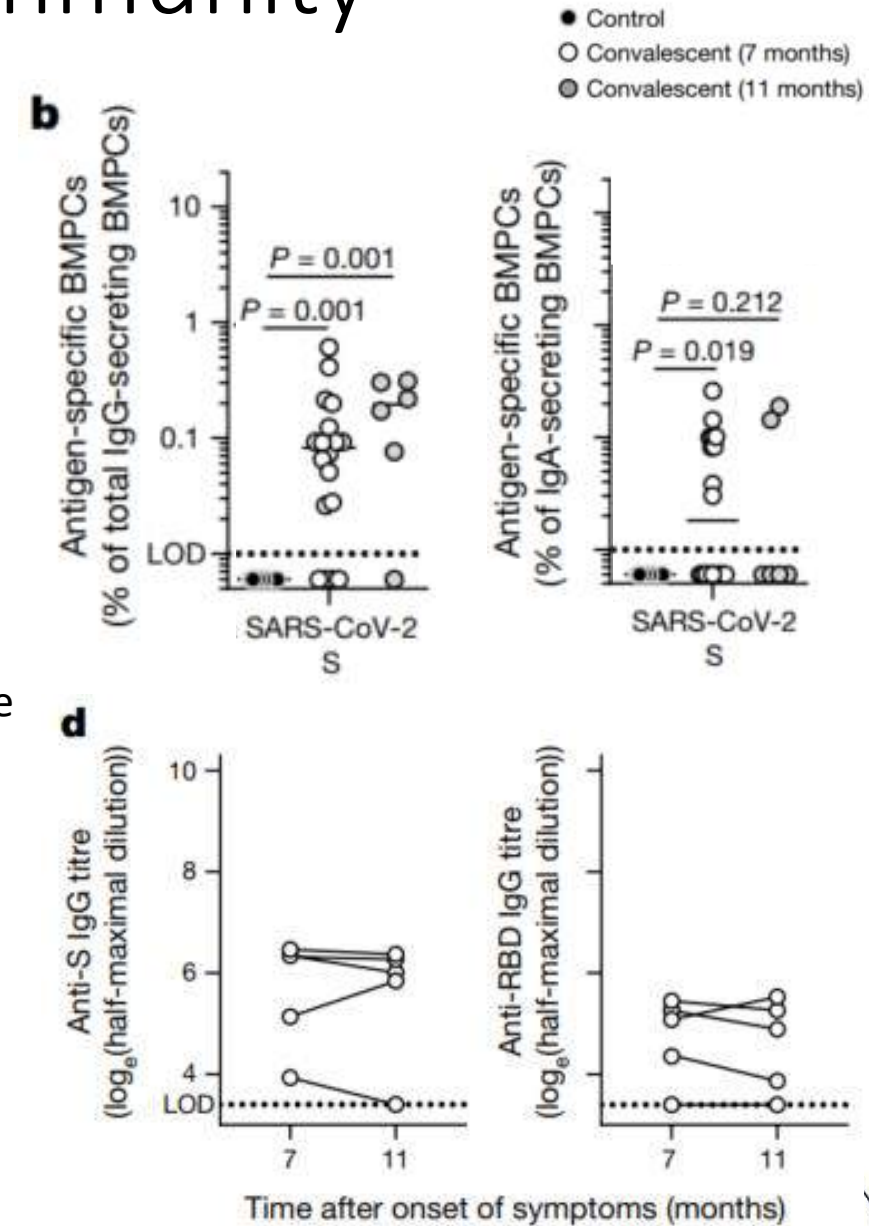 Control
Convalescent (7 months)
Convalescent (11 months)
b
Antigen-specific BMPCs
(% of total IgG-secreting BMPCs)
10
1
0.1
LOD
P = 0.001
P = 0.001
SARS-CoV-2
S
Antigen-specific BMPCs
(% of IgA-secreting BMPCs)
P = 0.212
P = 0.019
SARS-CoV-2
S
e
d
Anti-S IgG titre
(loge(half-maximal dilution))
10
8
6
4
LOD
7
11
Anti-RBD IgG titre
(loge(half-maximal dilution))
7
11
Time after onset of symptoms (months)